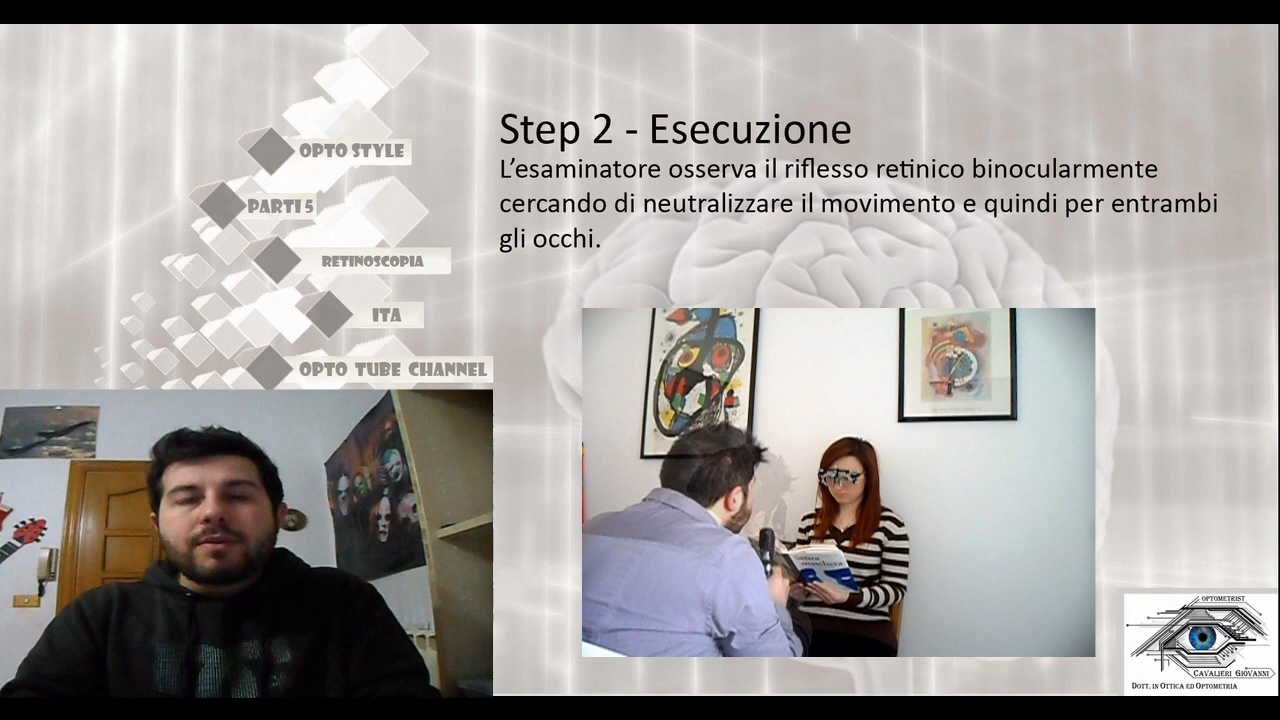 Step 2 - Esecuzione
L’esaminatore osserva il riflesso retinico binocularmente
cercando di neutralizzare il movimento e quindi per entrambi
gli occhi.
OPTO STYLE
PARTI 5
RETINOSCOPIA
ITA
OPTO TUBE CHANNEL
OPTOMETRIST
CAVALIERI GIOVANNI
DOTT. IN OTTICA ED OPTOMETRIA